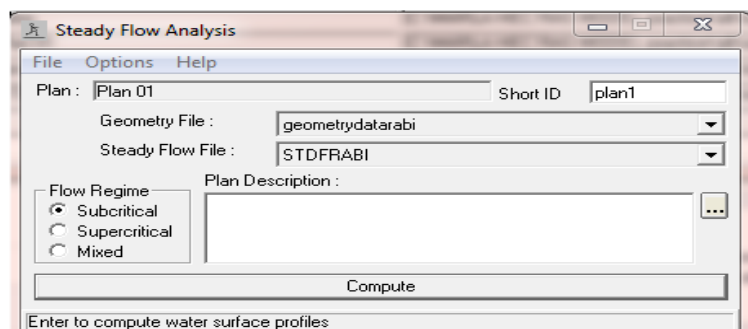 Steady Flow Analysis
File Options Help
Plan : Plan 01 Short ID plan1
Geometry File : geometrydatarabi
Steady Flow File : STDFRABI
Flow Regime Plan Description :
Subcritical ...
Supercritical
Mixed
Compute
Enter to compute water surface profiles